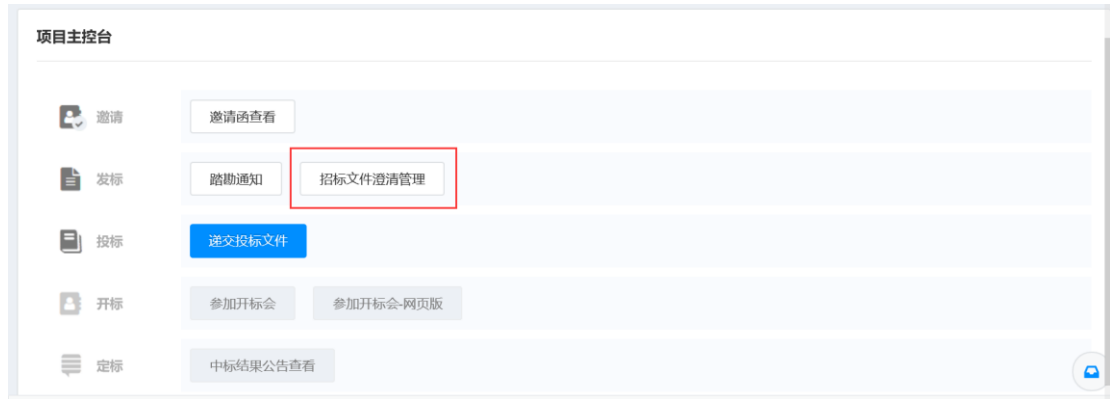 项目主控台
邀请 邀请函查看
发标 踏勘通知 招标文件澄清管理
投标 递交投标文件
开标 参加开标会 参加开标会-网页版
定标 中标结果公告查看